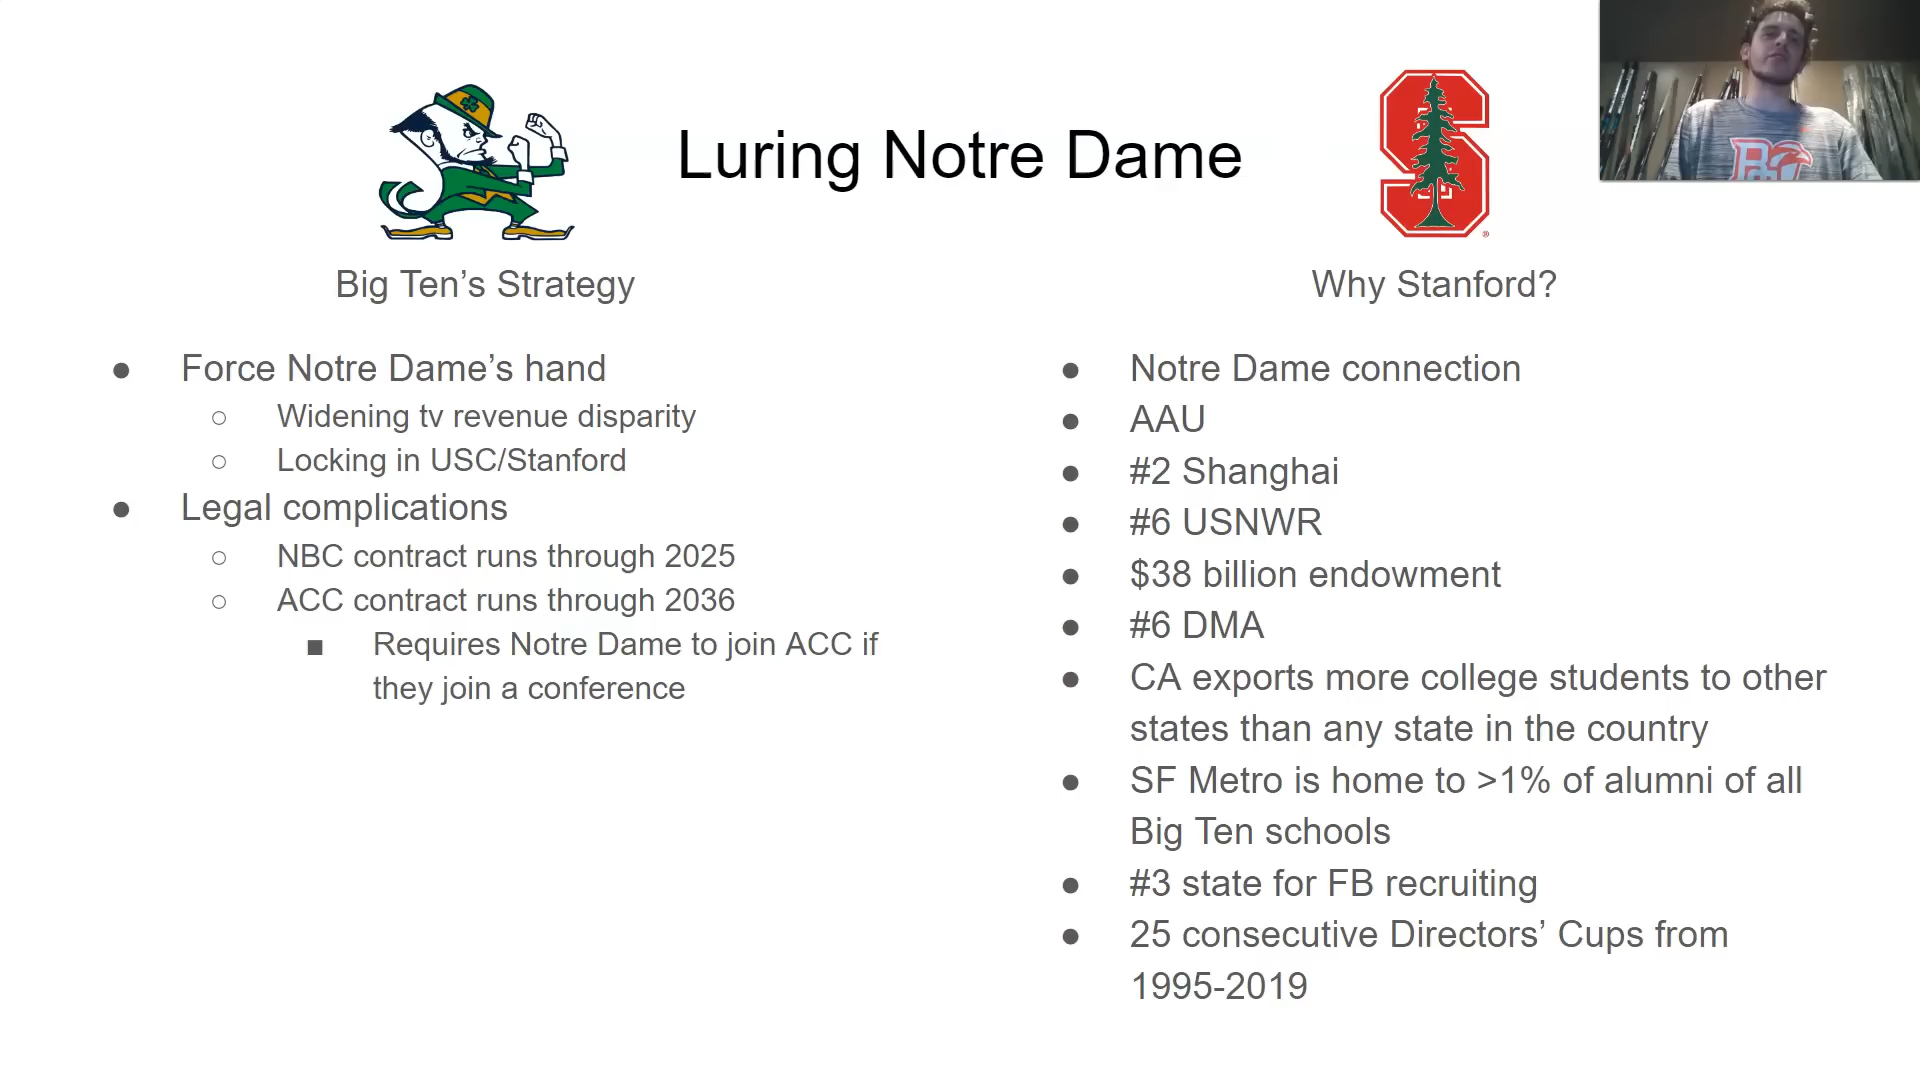 Luring Notre Dame
Big Ten’s Strategy
● Force Notre Dame’s hand
○ Widening tv revenue disparity
○ Locking in USC/Stanford
● Legal complications
○ NBC contract runs through 2025
○ ACC contract runs through 2036
■ Requires Notre Dame to join ACC if
they join a conference
S
®
Why Stanford?
● Notre Dame connection
● AAU
● #2 Shanghai
● #6 USNWR
● $38 billion endowment
● #6 DMA
● CA exports more college students to other
states than any state in the country
● SF Metro is home to >1% of alumni of all
Big Ten schools
● #3 state for FB recruiting
● 25 consecutive Directors’ Cups from
1995-2019
BG